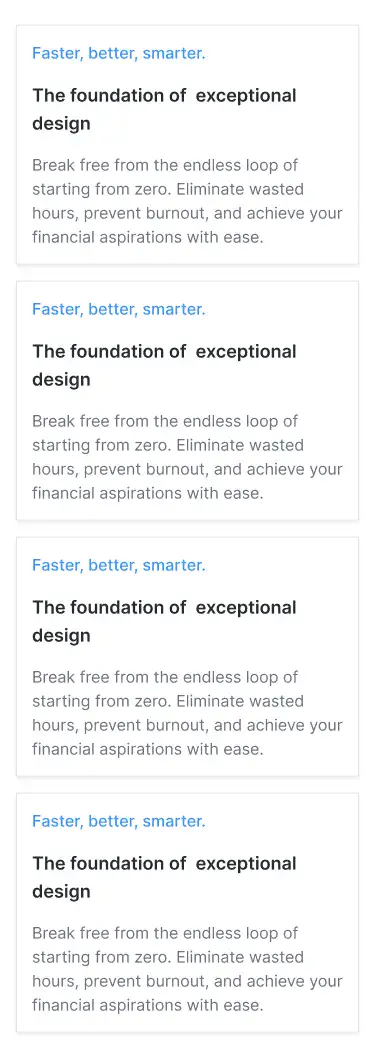 Faster, better, smarter.
The foundation of  exceptional
design
Break free from the endless loop of
starting from zero. Eliminate wasted
hours, prevent burnout, and achieve your
financial aspirations with ease.
Faster, better, smarter.
The foundation of  exceptional
design
Break free from the endless loop of
starting from zero. Eliminate wasted
hours, prevent burnout, and achieve your
financial aspirations with ease.
Faster, better, smarter.
The foundation of  exceptional
design
Break free from the endless loop of
starting from zero. Eliminate wasted
hours, prevent burnout, and achieve your
financial aspirations with ease.
Faster, better, smarter.
The foundation of  exceptional
design
Break free from the endless loop of
starting from zero. Eliminate wasted
hours, prevent burnout, and achieve your
financial aspirations with ease.